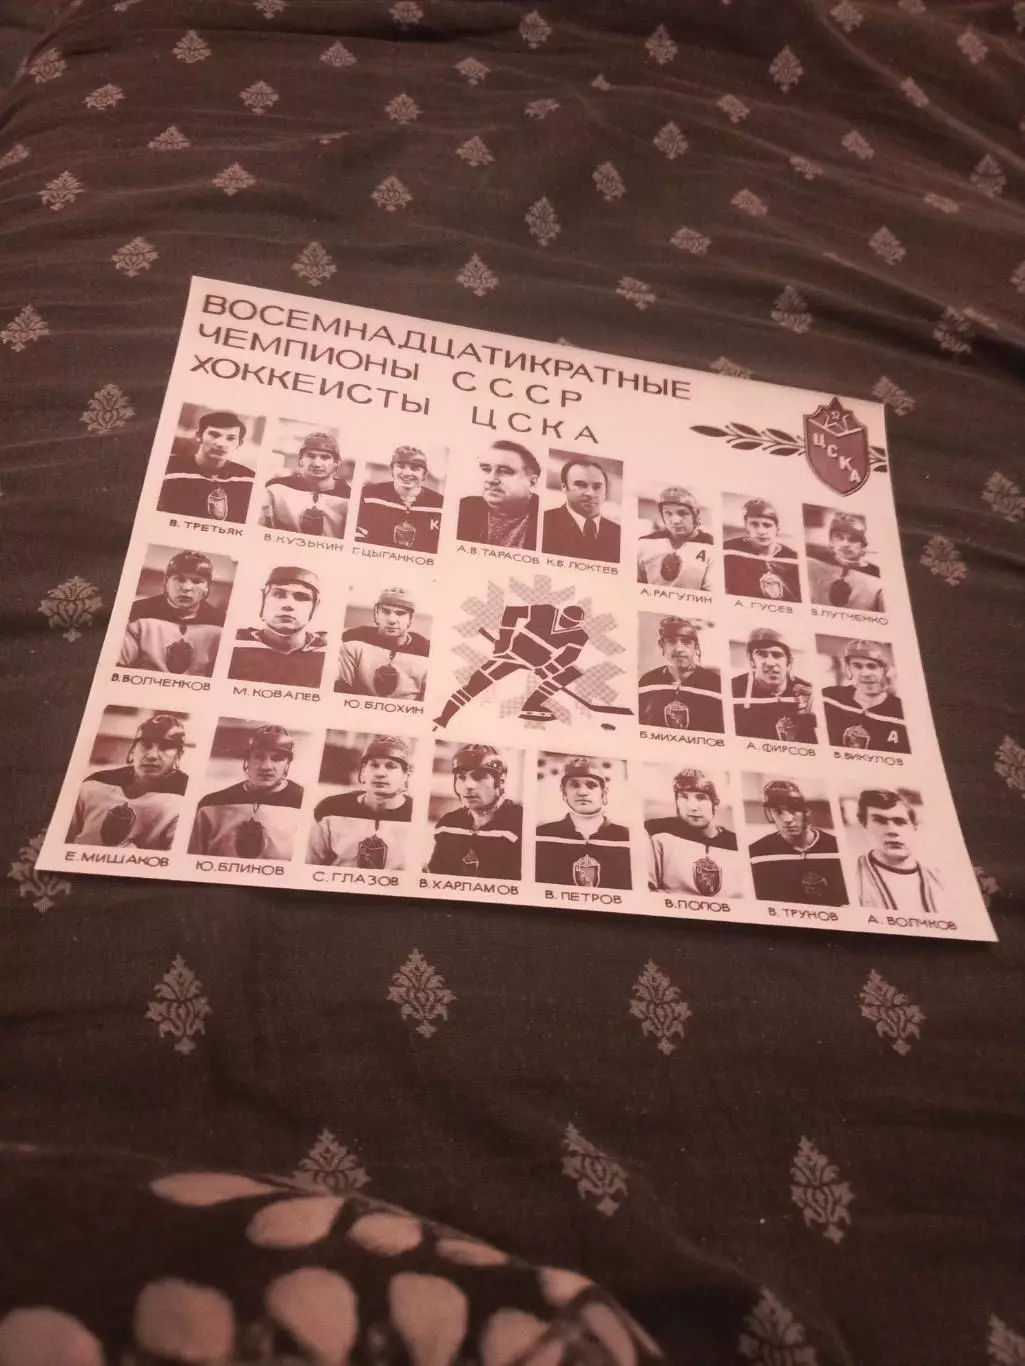 ВОСЕМНАДЦАТИКРАТНЫЕ
ЧЕМПИОНЫ СССР
ХОККЕИСТЫ ЦСКА
ЦСКА
В. ТРЕТЬЯК
В. КУЗЬКИН
Г. ЦЫГАНКОВ
А.В. ТАРАСОВ
К.Б. ЛОКТЕВ
А. РАГУЛИН
А. ГУСЕВ
В. ЛУТЧЕНКО
В. ВОЛЧЕНКОВ
М. КОВАЛЕВ
Ю. БЛОХИН
Б. МИХАИЛОВ
А. ФИРСОВ
В. ВИКУЛОВ
Е. МИШАКОВ
Ю. БЛИНОВ
С. ГЛАЗОВ
В. ХАРЛАМОВ
В. ПЕТРОВ
В. ПОПОВ
В. ТРУНОВ
А. ВОЛЧКОВ